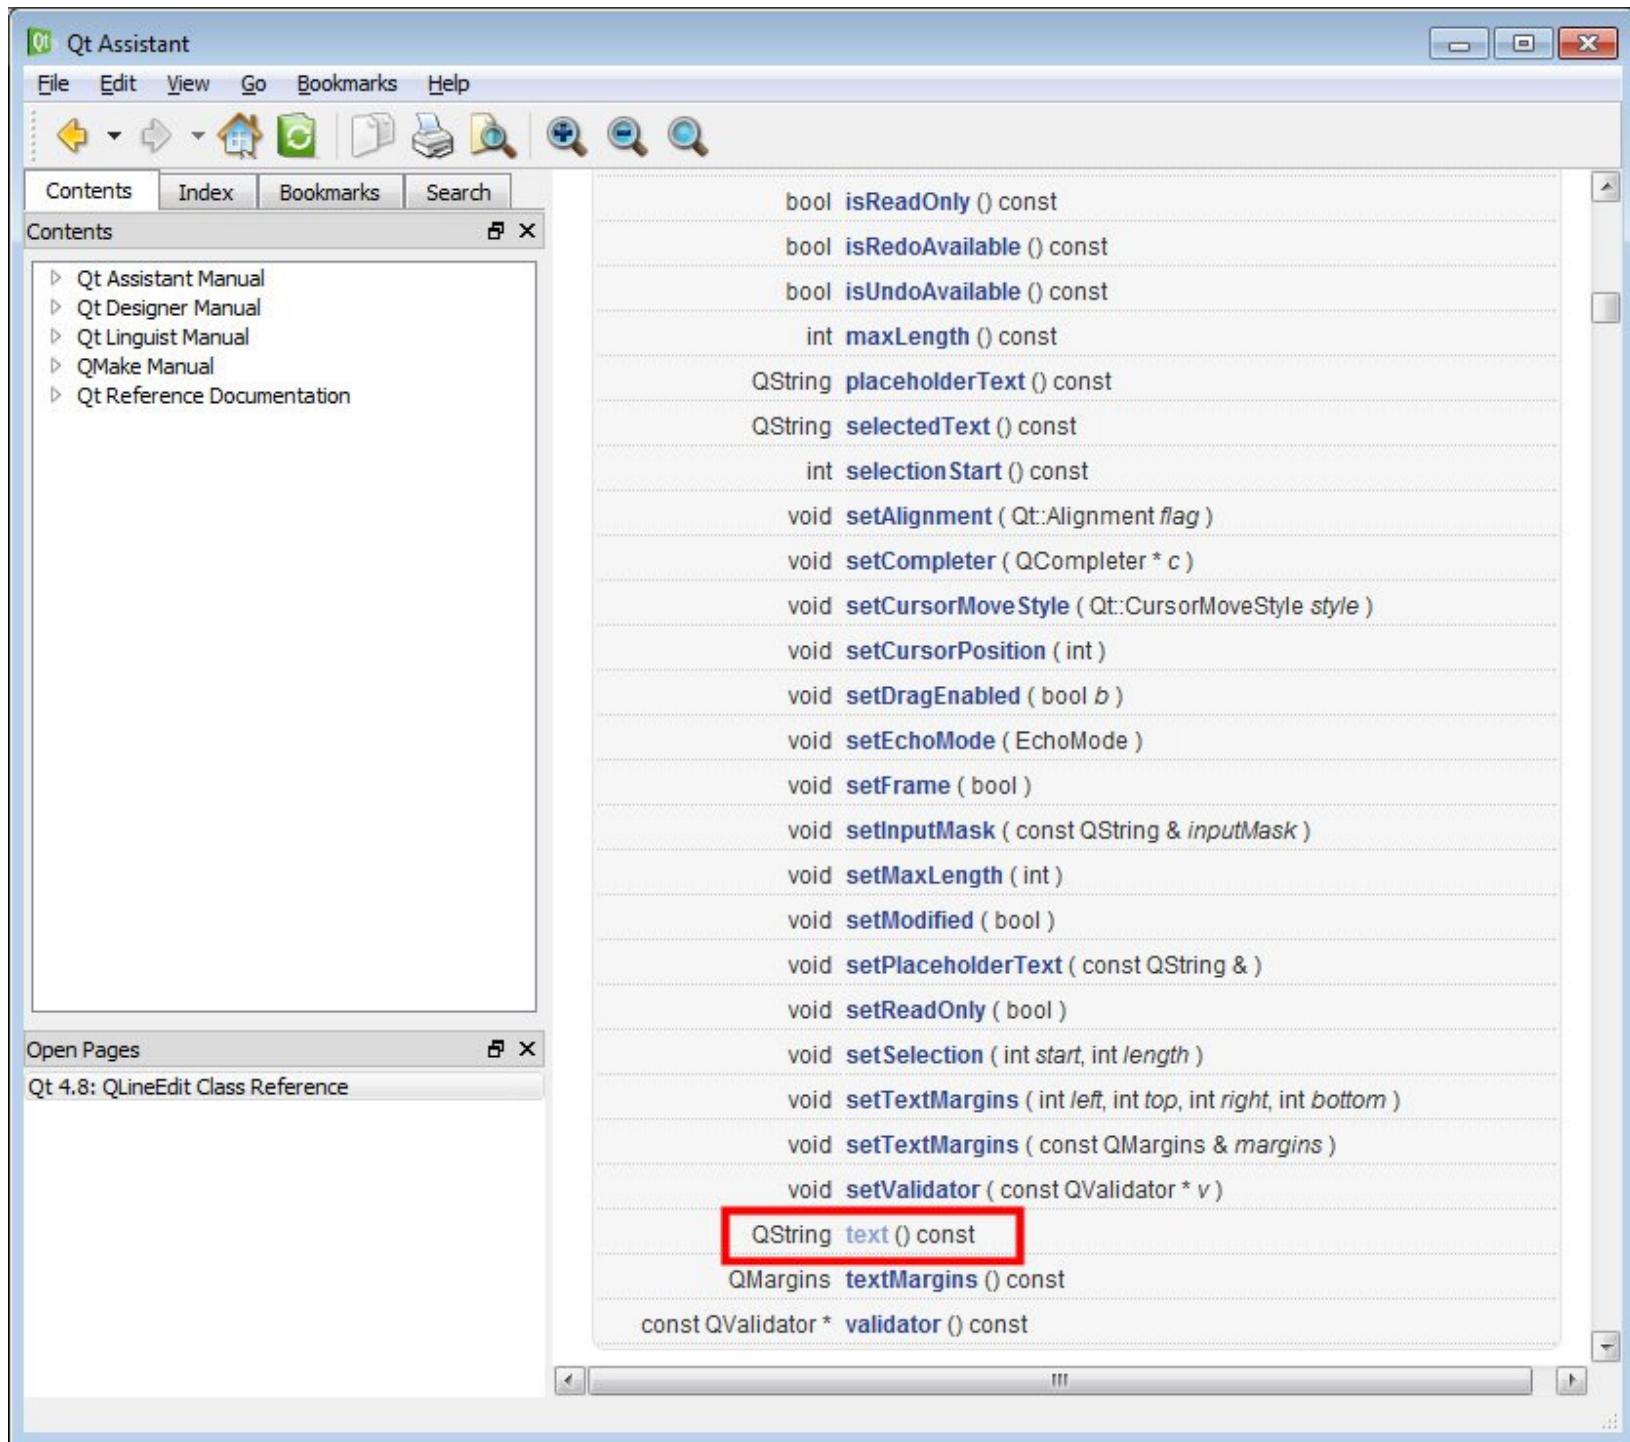 Qt Assistant
File Edit View Go Bookmarks Help
Contents Index Bookmarks Search
Contents
Qt Assistant Manual
Qt Designer Manual
Qt Linguist Manual
QMake Manual
Qt Reference Documentation
Open Pages
Qt 4.8: QLineEdit Class Reference
bool isReadOnly () const
bool isRedoAvailable () const
bool isUndoAvailable () const
int maxLength () const
QString placeholderText () const
QString selectedText () const
int selectionStart () const
void setAlignment ( Qt::Alignment flag )
void setCompleter ( QCompleter * c )
void setCursorMoveStyle ( Qt::CursorMoveStyle style )
void setCursorPosition ( int )
void setDragEnabled ( bool b )
void setEchoMode ( EchoMode )
void setFrame ( bool )
void setInputMask ( const QString & inputMask )
void setMaxLength ( int )
void setModified ( bool )
void setPlaceholderText ( const QString & )
void setReadOnly ( bool )
void setSelection ( int start, int length )
void setTextMargins ( int left, int top, int right, int bottom )
void setTextMargins ( const QMargins & margins )
void setValidator ( const QValidator * v )
QString text () const
QMargins textMargins () const
const QValidator * validator () const